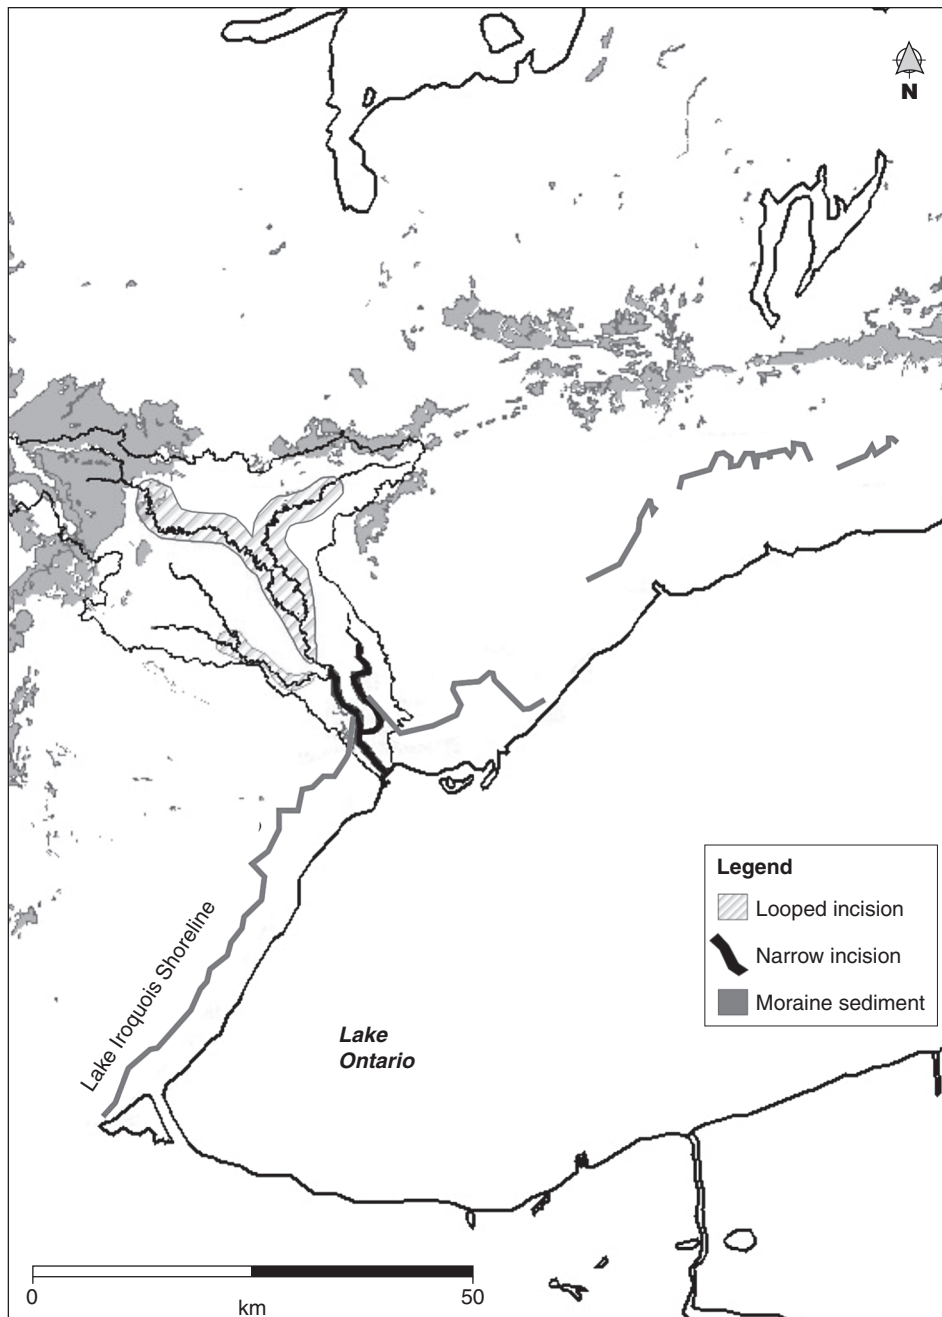 N
Lake Iroquois Shoreline
Lake
Ontario
Legend
Looped incision
Narrow incision
Moraine sediment
0
50
km